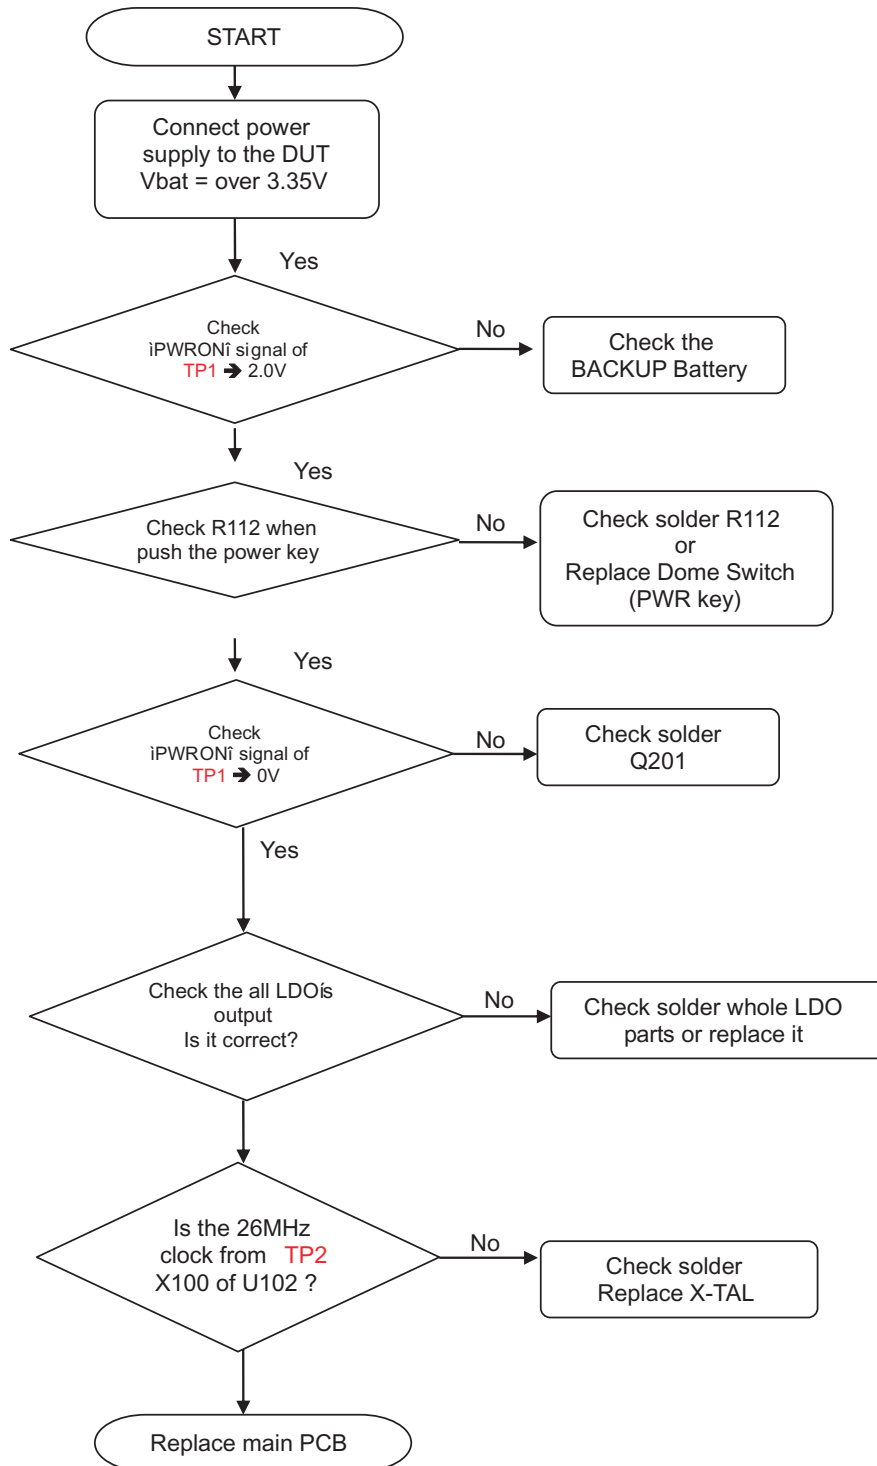 START
Connect power
supply to the DUT
Vbat = over 3.35V
Yes
Check
ìPWRONî signal of
TP1 ➔ 2.0V
No
Check the
BACKUP Battery
Yes
Check R112 when
push the power key
No
Check solder R112
or
Replace Dome Switch
(PWR key)
Yes
Check
ìPWRONî signal of
TP1 ➔ 0V
No
Check solder
Q201
Yes
Check the all LDOís
output
Is it correct?
No
Check solder whole LDO
parts or replace it
Is the 26MHz
clock from TP2
X100 of U102 ?
No
Check solder
Replace X-TAL
Replace main PCB